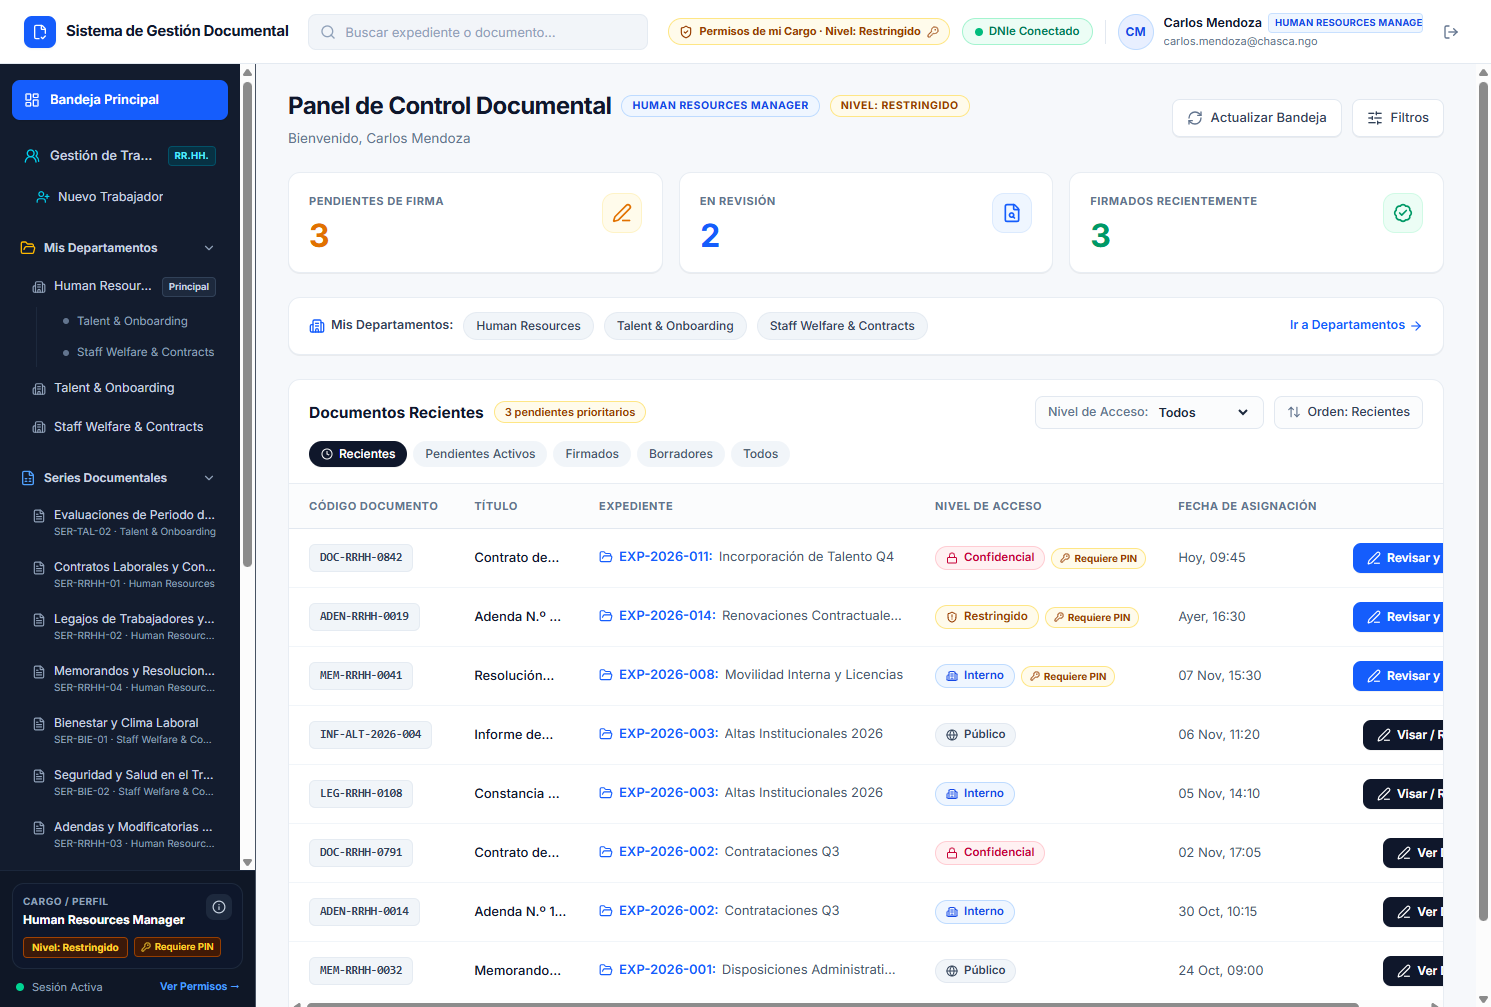 Sistema de Gestión Documental
Buscar expediente o documento...
Permisos de mi Cargo · Nivel: Restringido
DNIe Conectado
CM
Carlos Mendoza
HUMAN RESOURCES MANAGE
carlos.mendoza@chasca.ngo
Bandeja Principal
Gestión de Tra... RR.HH.
Nuevo Trabajador
Mis Departamentos
Human Resour... Principal
Talent & Onboarding
Staff Welfare & Contracts
Talent & Onboarding
Staff Welfare & Contracts
Series Documentales
Evaluaciones de Periodo d...
SER-TAL-02 · Talent & Onboarding
Contratos Laborales y Con...
SER-RRHH-01 · Human Resources
Legajos de Trabajadores y...
SER-RRHH-02 · Human Resourc...
Memorandos y Resolucion...
SER-RRHH-04 · Human Resourc...
Bienestar y Clima Laboral
SER-BIE-01 · Staff Welfare & Co...
Seguridad y Salud en el Tr...
SER-BIE-02 · Staff Welfare & Co...
Adendas y Modificatorias ...
SER-RRHH-03 · Human Resourc...
CARGO / PERFIL
Human Resources Manager
Nivel: Restringido Requiere PIN
Sesión Activa Ver Permisos →
Panel de Control Documental HUMAN RESOURCES MANAGER NIVEL: RESTRINGIDO
Bienvenido, Carlos Mendoza
Actualizar Bandeja
Filtros
PENDIENTES DE FIRMA
3
EN REVISIÓN
2
FIRMADOS RECIENTEMENTE
3
Mis Departamentos: Human Resources Talent & Onboarding Staff Welfare & Contracts Ir a Departamentos →
Documentos Recientes 3 pendientes prioritarios
Nivel de Acceso: Todos
Orden: Recientes
Recientes Pendientes Activos Firmados Borradores Todos
CÓDIGO DOCUMENTO TÍTULO EXPEDIENTE NIVEL DE ACCESO FECHA DE ASIGNACIÓN
DOC-RRHH-0842 Contrato de... EXP-2026-011: Incorporación de Talento Q4 Confidencial Requiere PIN Hoy, 09:45 Revisar y
ADEN-RRHH-0019 Adenda N.º ... EXP-2026-014: Renovaciones Contractuale... Restringido Requiere PIN Ayer, 16:30 Revisar y
MEM-RRHH-0041 Resolución... EXP-2026-008: Movilidad Interna y Licencias Interno Requiere PIN 07 Nov, 15:30 Revisar y
INF-ALT-2026-004 Informe de... EXP-2026-003: Altas Institucionales 2026 Público 06 Nov, 11:20 Visar / R
LEG-RRHH-0108 Constancia ... EXP-2026-003: Altas Institucionales 2026 Interno 05 Nov, 14:10 Visar / R
DOC-RRHH-0791 Contrato de... EXP-2026-002: Contrataciones Q3 Confidencial 02 Nov, 17:05 Ver
ADEN-RRHH-0014 Adenda N.º 1... EXP-2026-002: Contrataciones Q3 Interno 30 Oct, 10:15 Ver
MEM-RRHH-0032 Memorando... EXP-2026-001: Disposiciones Administrati... Público 24 Oct, 09:00 Ver